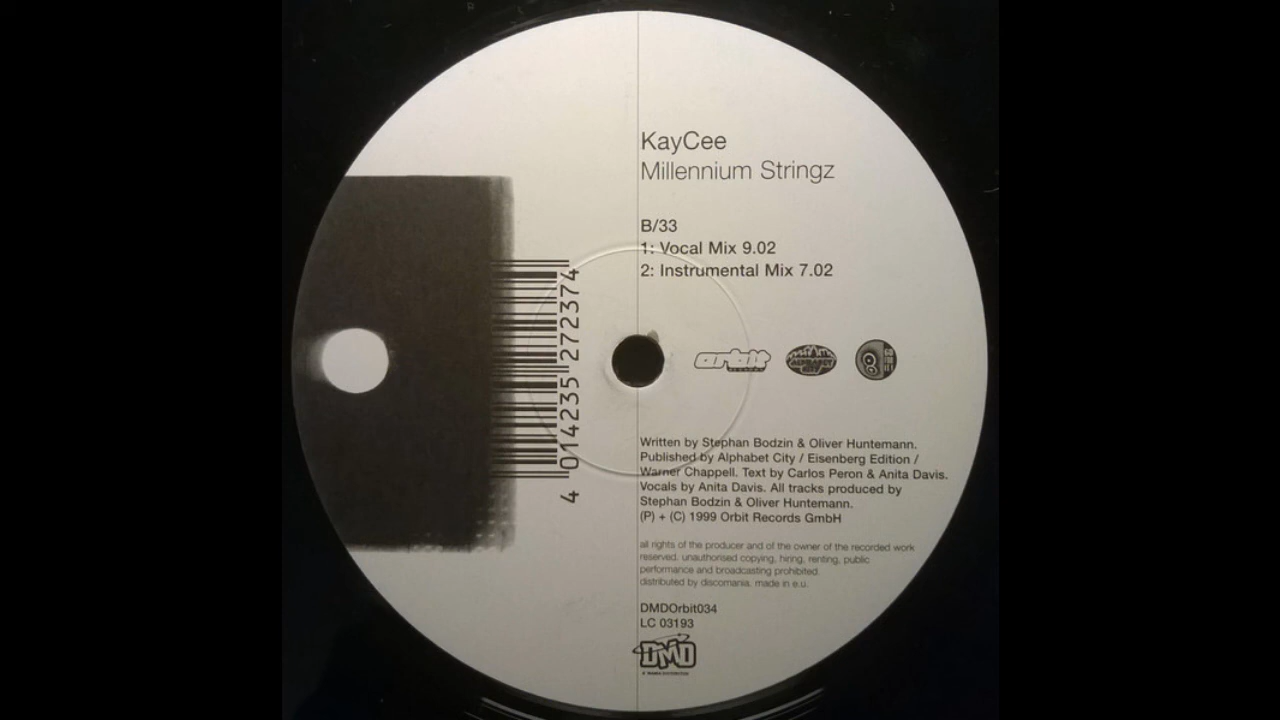 KayCee
Millennium Stringz
B/33
1: Vocal Mix 9.02
2: Instrumental Mix 7.02
4 014235 272374
orbit
ALPHABET
CITY
Written by Stephan Bodzin & Oliver Huntemann.
Published by Alphabet City / Eisenberg Edition /
Warner Chappell. Text by Carlos Peron & Anita Davis.
Vocals by Anita Davis. All tracks produced by
Stephan Bodzin & Oliver Huntemann.
(P) + (C) 1999 Orbit Records GmbH
all rights of the producer and of the owner of the recorded work
reserved. unauthorised copying, hiring, renting, public
performance and broadcasting prohibited.
distributed by discomania. made in e.u.
DMDOrbit034
LC 03193
DMD